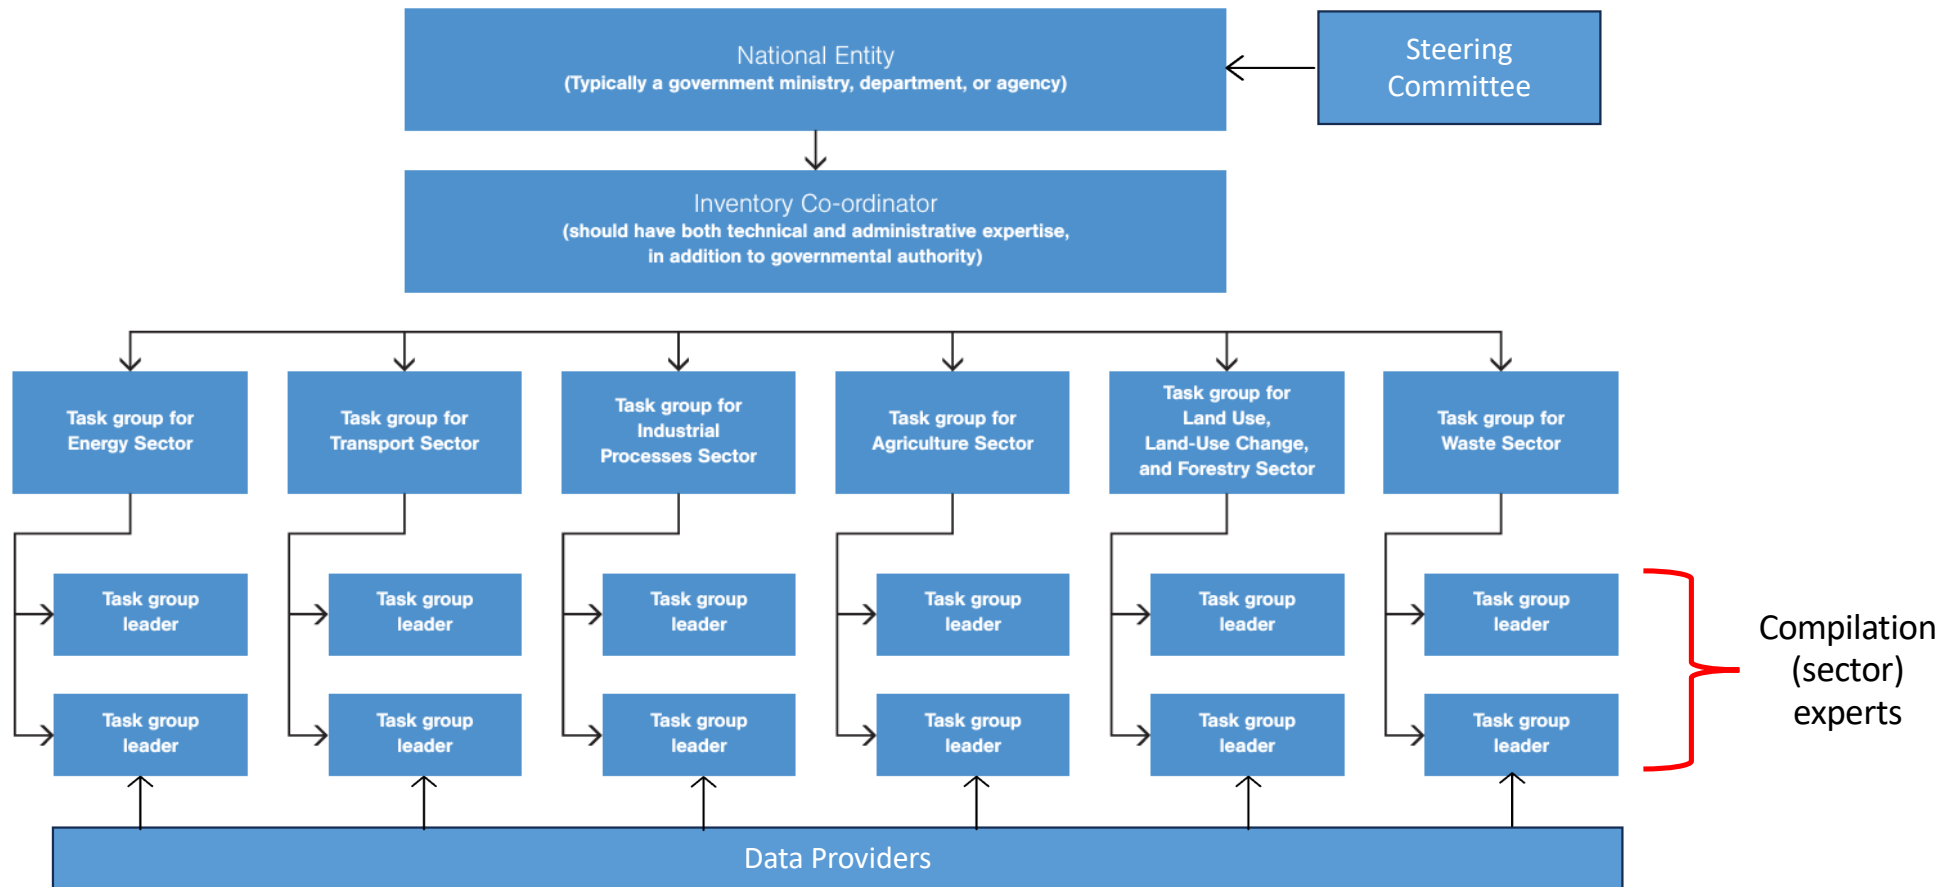 National Entity
(Typically a government ministry, department, or agency)
Steering
Committee
Inventory Co-ordinator
(should have both technical and administrative expertise,
in addition to governmental authority)
Task group for
Energy Sector
Task group for
Transport Sector
Task group for
Industrial
Processes Sector
Task group for
Agriculture Sector
Task group for
Land Use,
Land-Use Change,
and Forestry Sector
Task group for
Waste Sector
Task group
leader
Task group
leader
Task group
leader
Task group
leader
Task group
leader
Task group
leader
Task group
leader
Task group
leader
Task group
leader
Task group
leader
Task group
leader
Task group
leader
Compilation
(sector)
experts
Data Providers